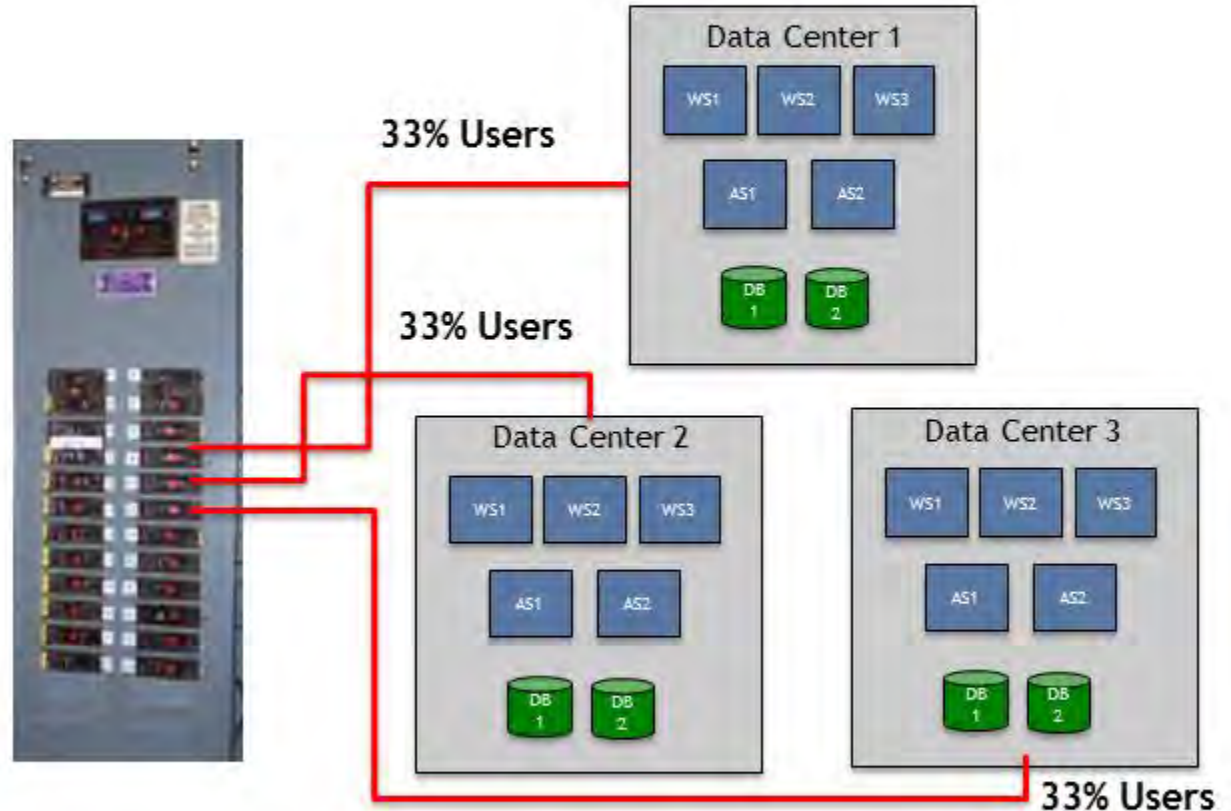 Data Center 1
WS1 WS2 WS3
33% Users
AS1 AS2
DB 1
DB 2
33% Users
Data Center 2
WS1 WS2 WS3
AS1 AS2
DB 1
DB 2
Data Center 3
WS1 WS2 WS3
AS1 AS2
DB 1
DB 2
33% Users